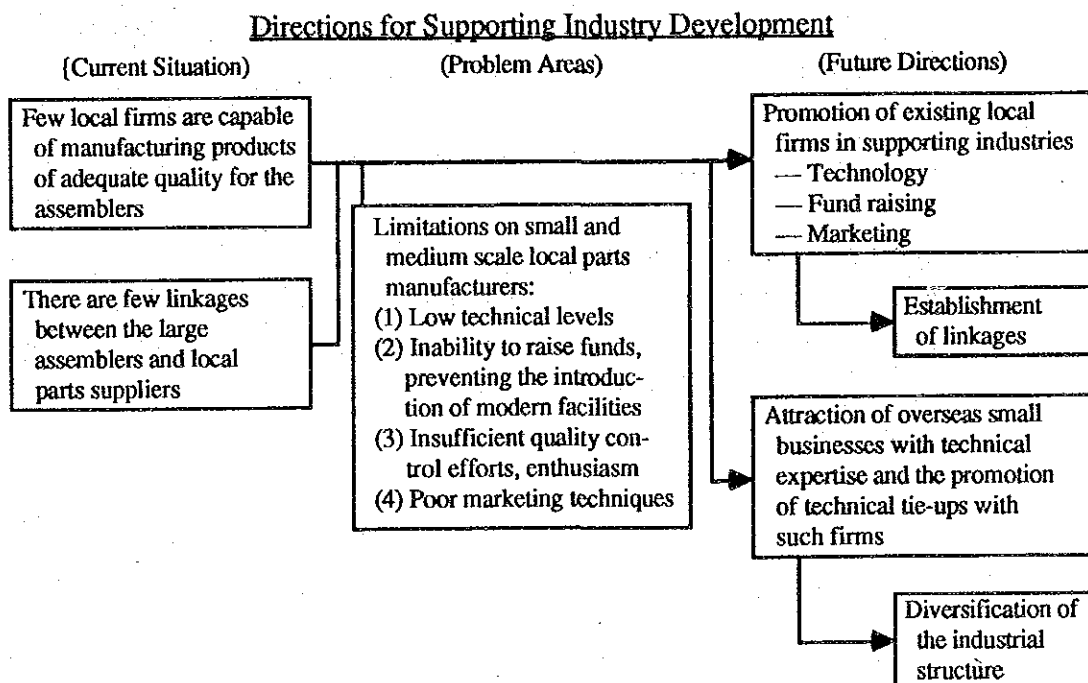 Directions for Supporting Industry Development
{Current Situation)
(Problem Areas)
(Future Directions)
Few local firms are capable
of manufacturing products
of adequate quality for the
assemblers
There are few linkages
between the large
assemblers and local
parts suppliers
Limitations on small and
medium scale local parts
manufacturers:
(1) Low technical levels
(2) Inability to raise funds,
preventing the introduc-
tion of modern facilities
(3) Insufficient quality con-
trol efforts, enthusiasm
(4) Poor marketing techniques
Promotion of existing local
firms in supporting industries
— Technology
— Fund raising
— Marketing
Establishment
of linkages
Attraction of overseas small
businesses with technical
expertise and the promotion
of technical tie-ups with
such firms
Diversification of
the industrial
structure